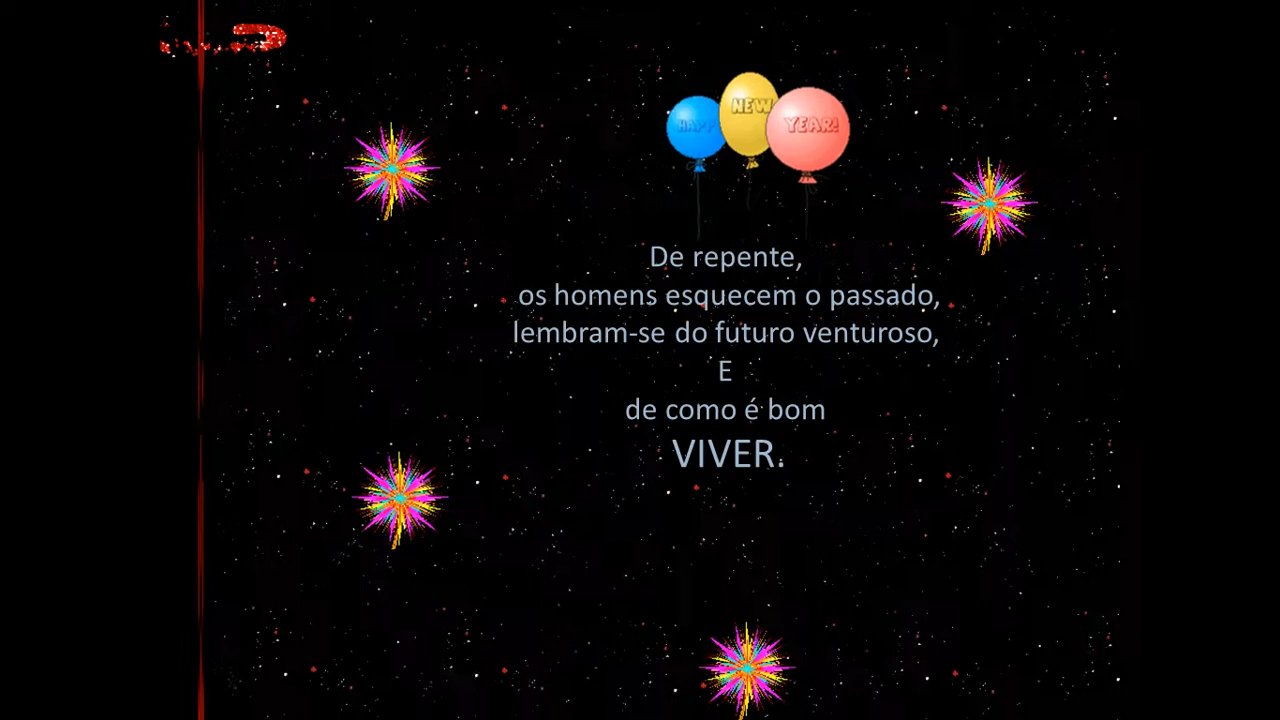 HAPPY
NEW
YEAR!
De repente,
os homens esquecem o passado,
lembram-se do futuro venturoso,
E
de como é bom
VIVER.